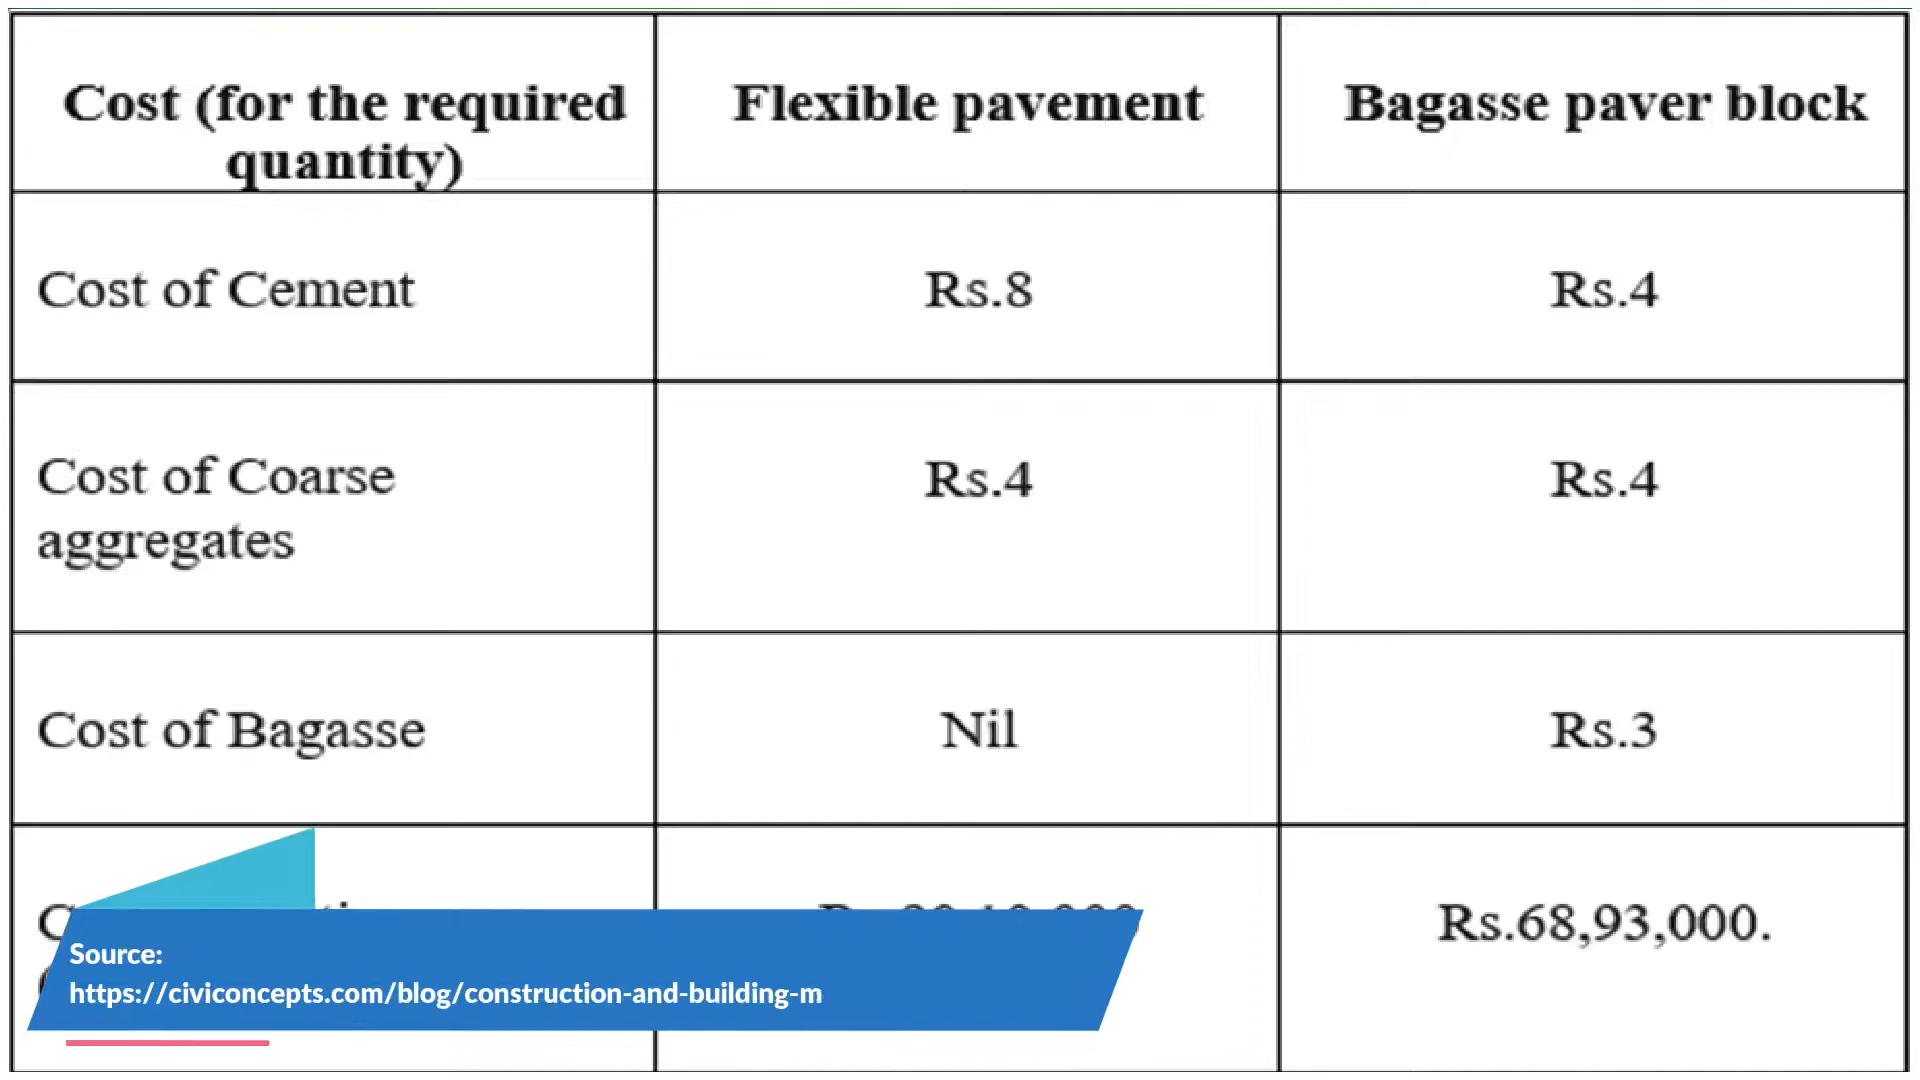 Cost (for the required
quantity)
Flexible pavement
Bagasse paver block
Cost of Cement
Rs.8
Rs.4
Cost of Coarse
aggregates
Rs.4
Rs.4
Cost of Bagasse
Nil
Rs.3
Rs.68,93,000.
Source:
https://civiconcepts.com/blog/construction-and-building-m